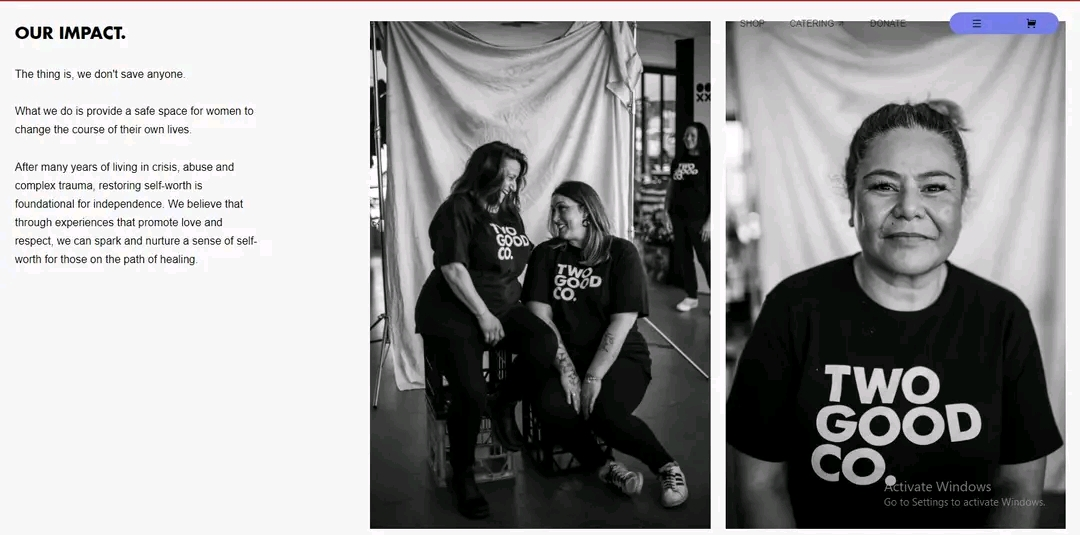 SHOP
CATERING
DONATE
OUR IMPACT.
The thing is, we don't save anyone.
What we do is provide a safe space for women to
change the course of their own lives.
After many years of living in crisis, abuse and
complex trauma, restoring self-worth is
foundational for independence. We believe that
through experiences that promote love and
respect, we can spark and nurture a sense of self-
worth for those on the path of healing.
TWO
GOOD
CO.
TWO
GOOD
CO.
TWO
GOOD
CO.
XX
TWO
GOOD
CO.
Activate Windows
Go to Settings to activate Windows.